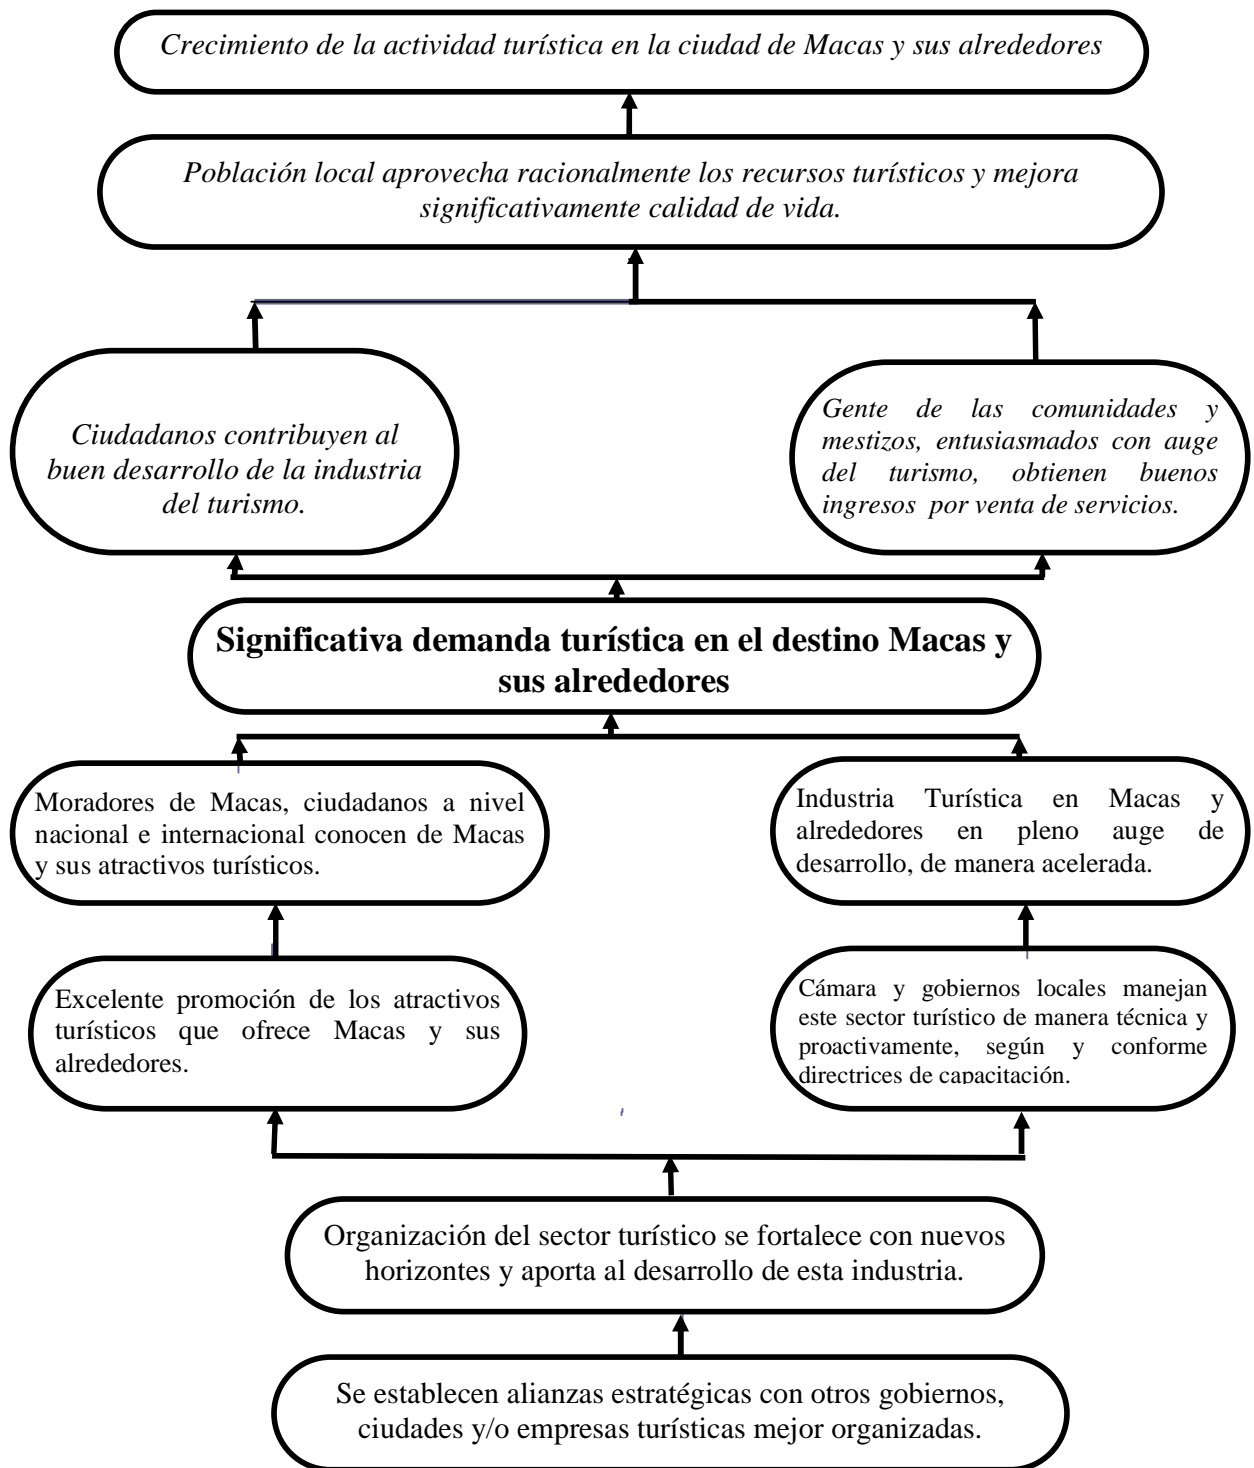 Crecimiento de la actividad turística en la ciudad de Macas y sus alrededores
Población local aprovecha racionalmente los recursos turísticos y mejora
significativamente calidad de vida.
Ciudadanos contribuyen al
buen desarrollo de la industria
del turismo.
Gente de las comunidades y
mestizos, entusiasmados con auge
del turismo, obtienen buenos
ingresos por venta de servicios.
Significativa demanda turística en el destino Macas y
sus alrededores
Moradores de Macas, ciudadanos a nivel
nacional e internacional conocen de Macas
y sus atractivos turísticos.
Industria Turística en Macas y
alrededores en pleno auge de
desarrollo, de manera acelerada.
Excelente promoción de los atractivos
turísticos que ofrece Macas y sus
alrededores.
Cámara y gobiernos locales manejan
este sector turístico de manera técnica y
proactivamente, según y conforme
directrices de capacitación.
Organización del sector turístico se fortalece con nuevos
horizontes y aporta al desarrollo de esta industria.
Se establecen alianzas estratégicas con otros gobiernos,
ciudades y/o empresas turísticas mejor organizadas.